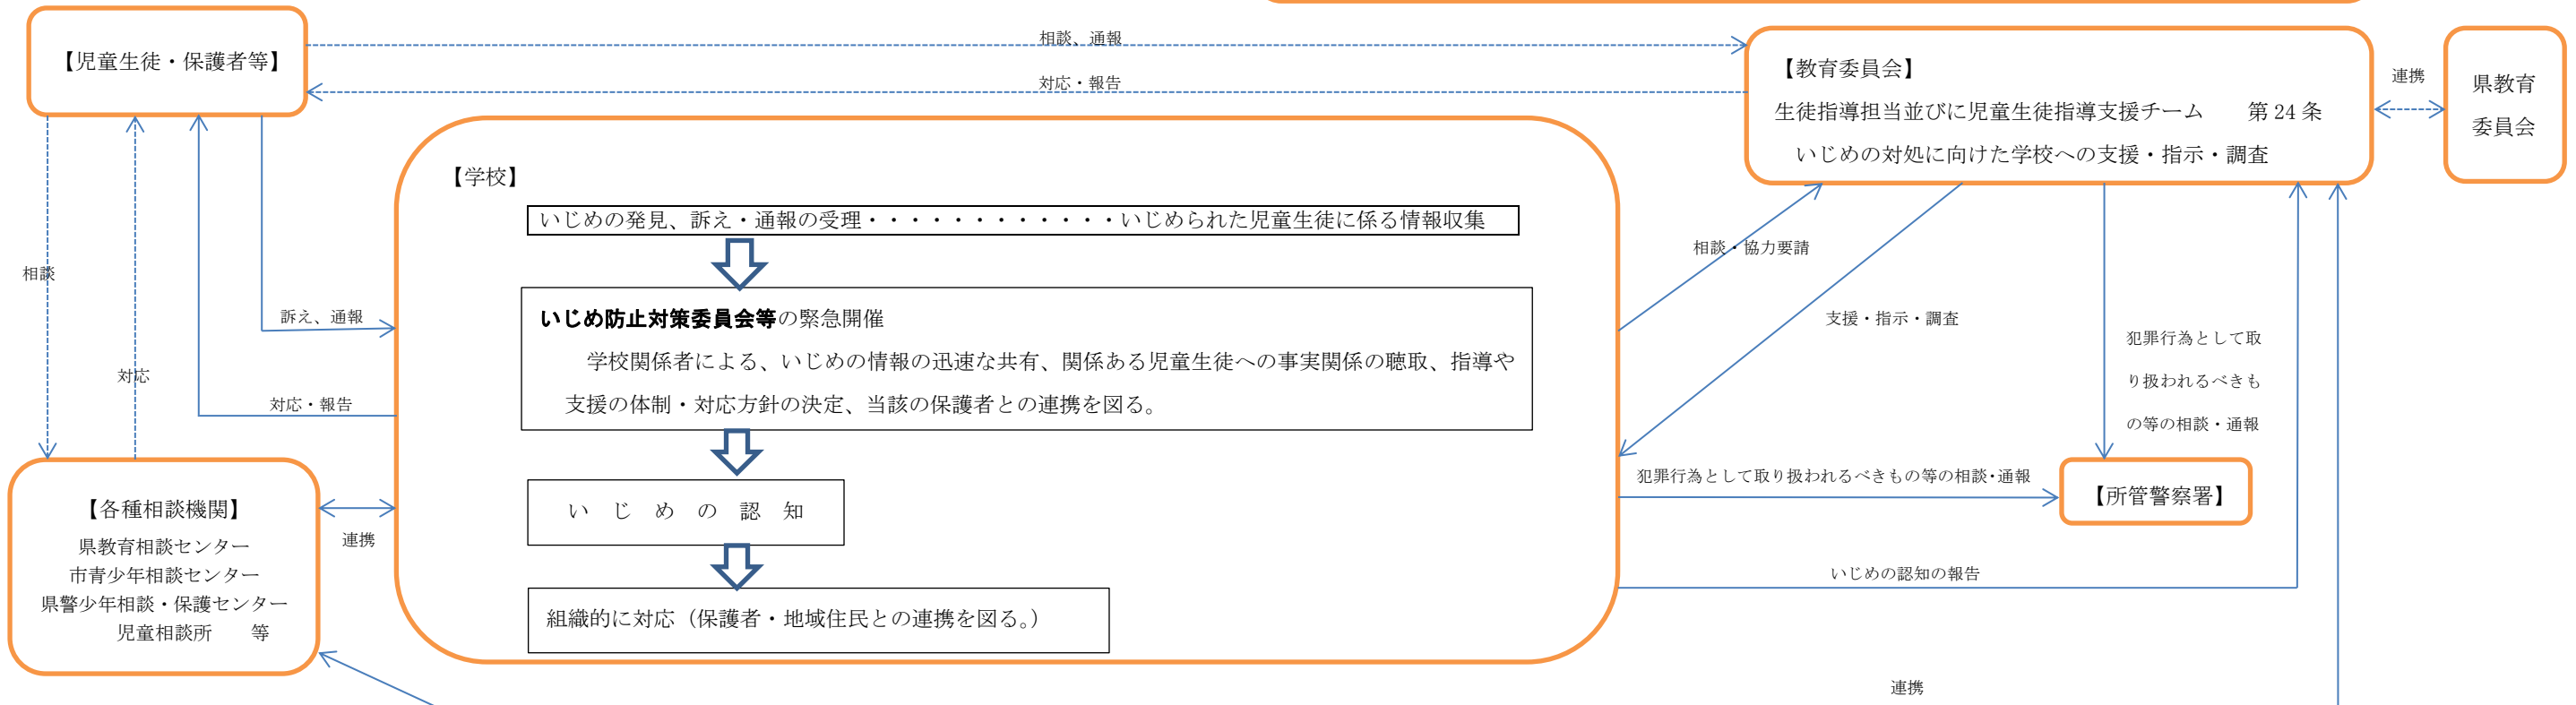 【児童生徒・保護者等】
相談、通報
対応・報告
【教育委員会】
生徒指導担当並びに児童生徒指導支援チーム　　第24条
いじめの対処に向けた学校への支援・指示・調査
連携
県教育
委員会
【学校】
いじめの発見、訴え・通報の受理・・・・・・・・・・・・いじめられた児童生徒に係る情報収集
相談・協力要請
相談
いじめ防止対策委員会等の緊急開催
学校関係者による、いじめの情報の迅速な共有、関係ある児童生徒への事実関係の聴取、指導や
支援の体制・対応方針の決定、当該の保護者との連携を図る。
訴え、通報
支援・指示・調査
犯罪行為として取
り扱われるべきも
の等の相談・通報
対応
対応・報告
犯罪行為として取り扱われるべきもの等の相談・通報
【所管警察署】
【各種相談機関】
県教育相談センター
市青少年相談センター
県警少年相談・保護センター
児童相談所　　等
連携
い　じ　め　の　認　知
いじめの認知の報告
組織的に対応（保護者・地域住民との連携を図る。）
連携